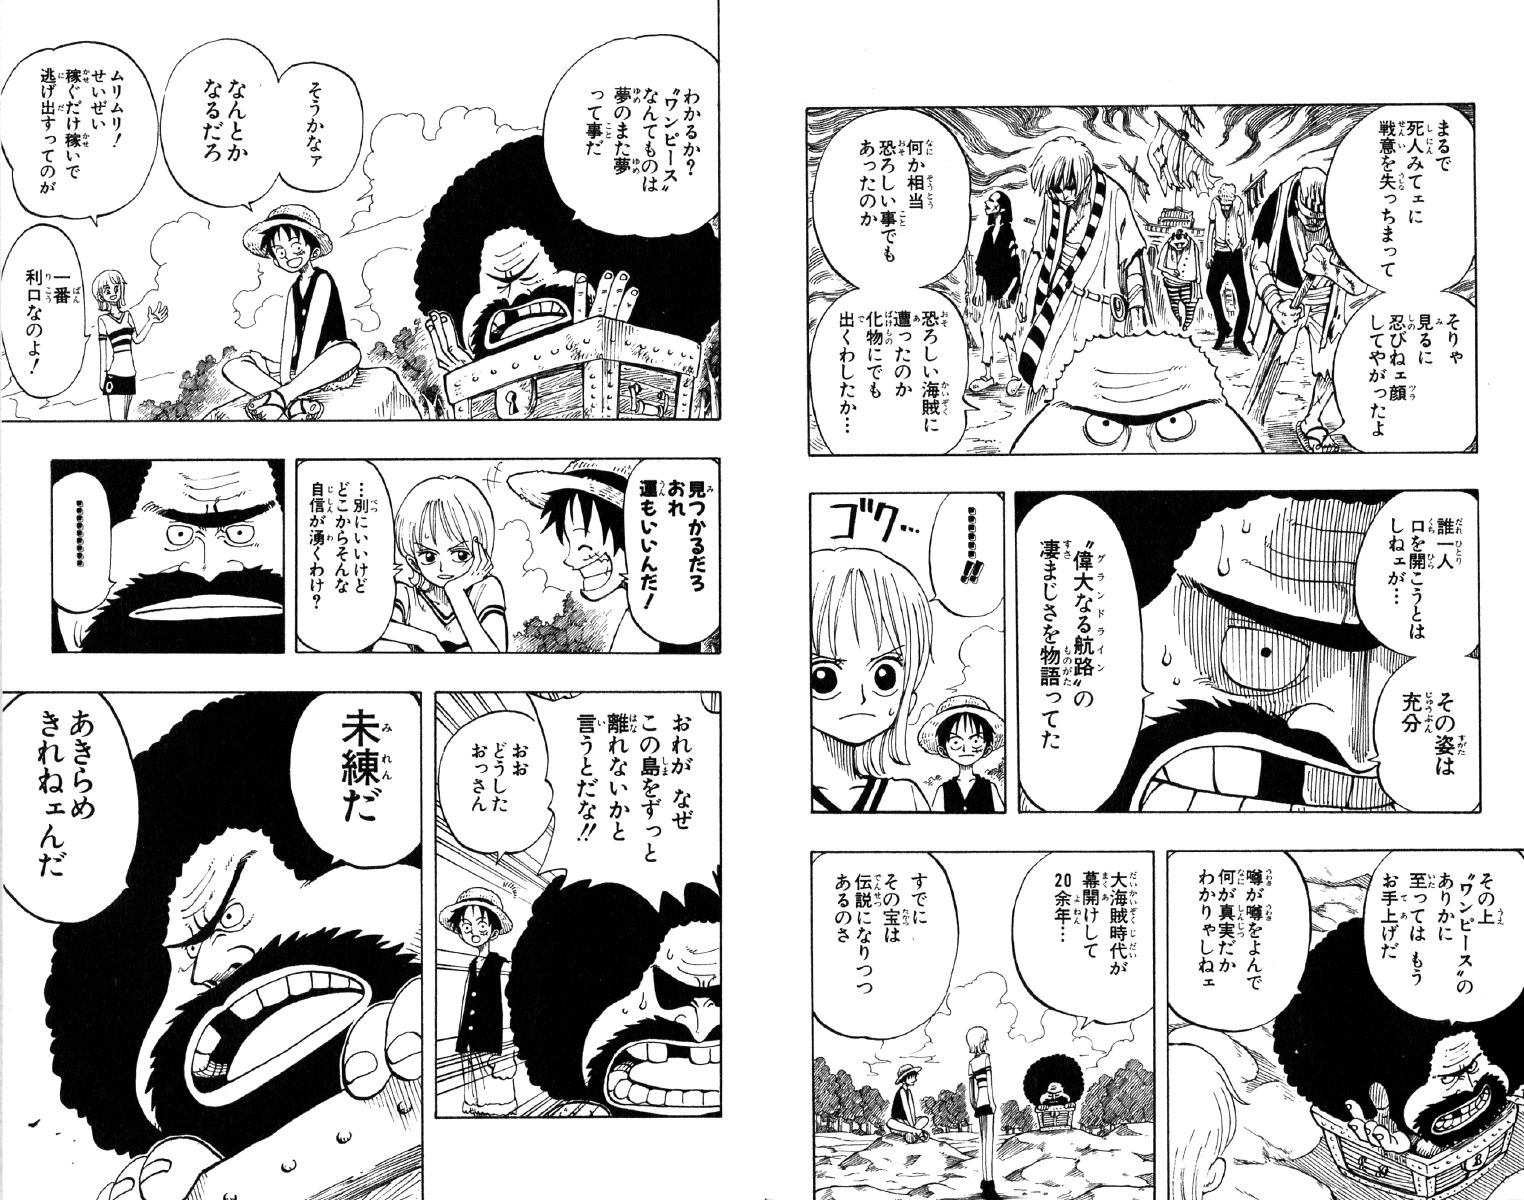 まるで
死人みてェに
戦意を失っちまって
そりゃ
見るに
忍びねェ顔
してやがったよ
何か相当
恐ろしい事でも
あったのか
恐ろしい海賊に
遭ったのか
化物にでも
出くわしたか…
誰一人
口を開こうとは
しねェが…
その姿は
充分
〝偉大なる航路〟の
凄まじさを物語ってた
…………!!
ゴク…
その上
〝ワンピース〟の
ありかに
至っては もう
お手上げだ
噂が噂をよんで
何が真実だか
わかりゃしねェ
大海賊時代が
幕開けして
20余年…
すでに
その宝は
伝説になりつつ
あるのさ
わかるか?
〝ワンピース〟
なんてものは
夢のまた夢
って事だ
そうかなァ
なんとか
なるだろ
ムリムリ!
せいぜい
稼ぐだけ稼いで
逃げ出すってのが
一番
利口なのよ!
見つかるだろ
おれ
運もいいんだ!
…別にいいけど
どこからそんな
自信が湧くわけ?
…………
おれが なぜ
この島をずっと
離れないかと
言うとだな!!
おお
どうした
おっさん
未練だ
あきらめ
きれねェんだ